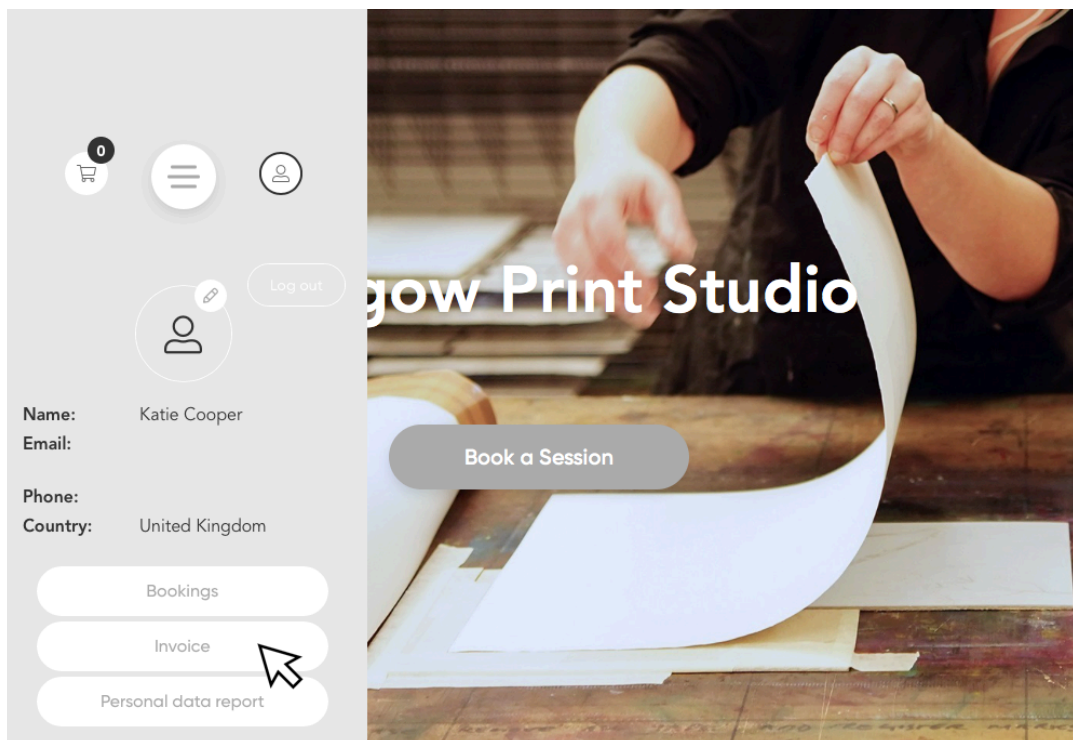 0
Log out
gow Print Studio
Name: Katie Cooper
Email:
Book a Session
Phone:
Country: United Kingdom
Bookings
Invoice
Personal data report